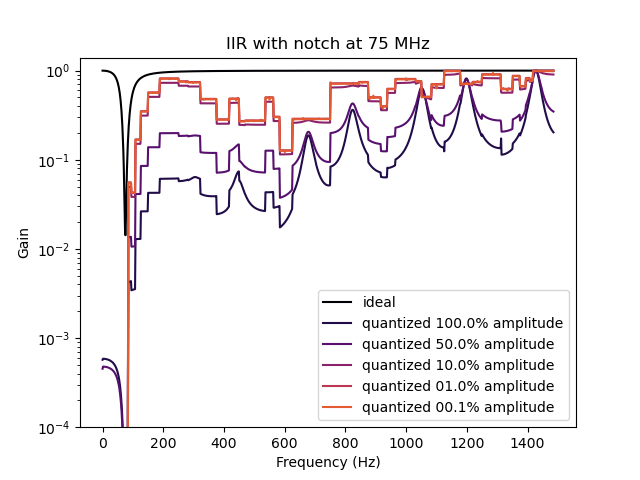 IIR with notch at 75 MHz
Gain
10⁰
10⁻¹
10⁻²
10⁻³
10⁻⁴
ideal
quantized 100.0% amplitude
quantized 50.0% amplitude
quantized 10.0% amplitude
quantized 01.0% amplitude
quantized 00.1% amplitude
0 200 400 600 800 1000 1200 1400
Frequency (Hz)